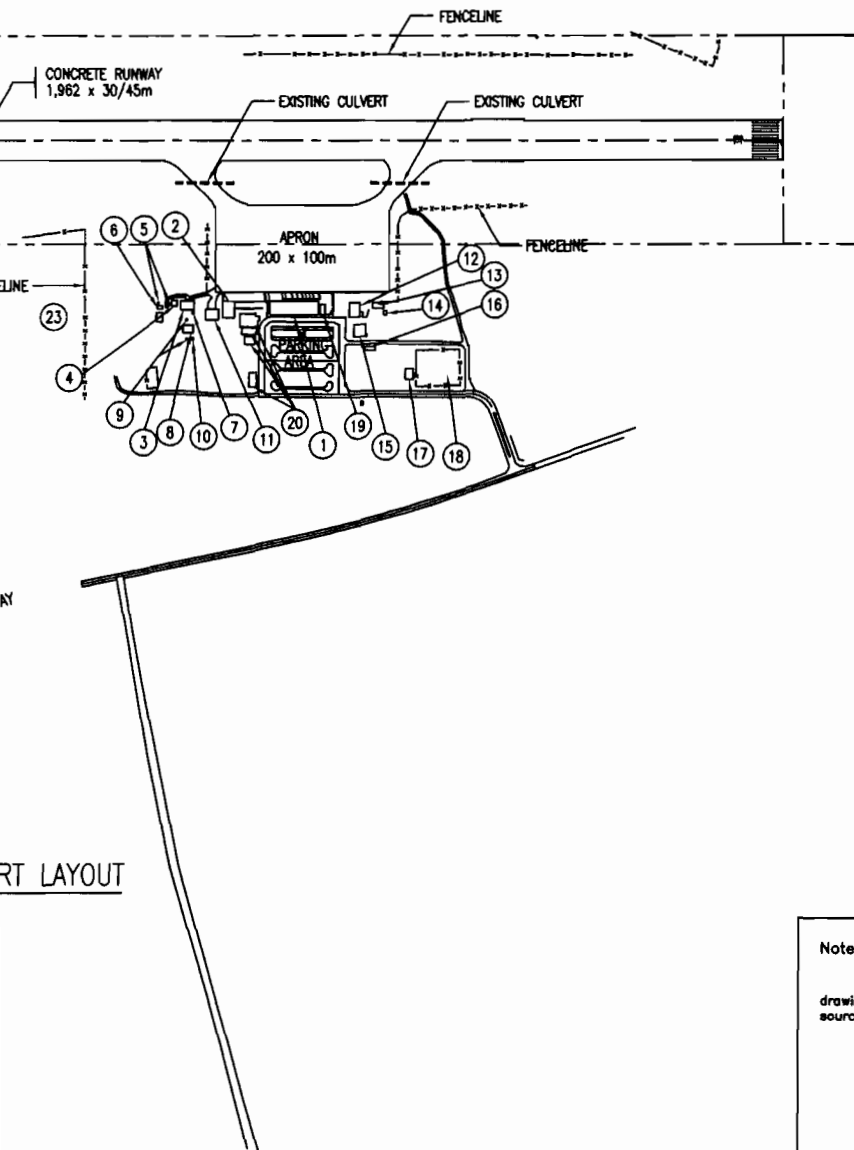 FENCELINE
CONCRETE RUNWAY
1,962 x 30/45m
EXISTING CULVERT
EXISTING CULVERT
6
5
2
APRON
200 x 100m
12
FENCELINE
13
LINE
14
16
23
4
PARKING
AREA
9
3
8
10
7
11
20
1
19
15
17
18
AY
RT LAYOUT
Note
drawi
sourc